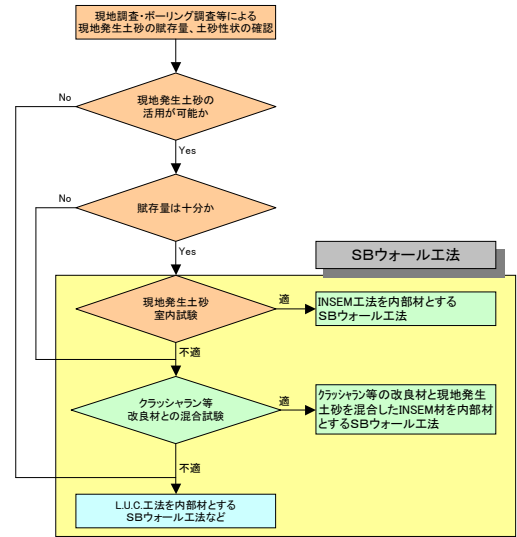 現地調査・ボーリング調査等による
現地発生土砂の賦存量、土砂性状の確認
No
現地発生土砂の
活用が可能か
Yes
No
賦存量は十分か
Yes
SBウォール工法
現地発生土砂
室内試験
適
INSEM工法を内部材とする
SBウォール工法
不適
クラッシャラン等
改良材との混合試験
適
クラッシャラン等の改良材と現地発生
土砂を混合したINSEM材を内部材
とするSBウォール工法
不適
L.U.C.工法を内部材とする
SBウォール工法など